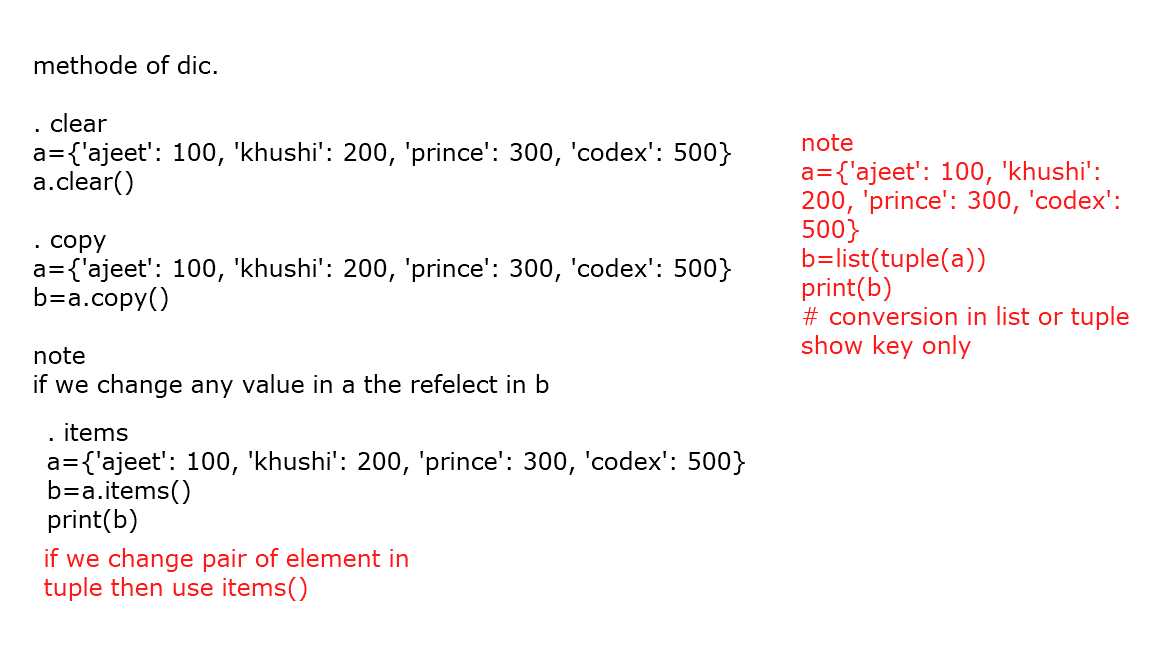 methode of dic.
. clear
a={'ajeet': 100, 'khushi': 200, 'prince': 300, 'codex': 500}
a.clear()
. copy
a={'ajeet': 100, 'khushi': 200, 'prince': 300, 'codex': 500}
b=a.copy()
note
if we change any value in a the refelect in b
. items
a={'ajeet': 100, 'khushi': 200, 'prince': 300, 'codex': 500}
b=a.items()
print(b)
if we change pair of element in
tuple then use items()
note
a={'ajeet': 100, 'khushi':
200, 'prince': 300, 'codex':
500}
b=list(tuple(a))
print(b)
# conversion in list or tuple
show key only